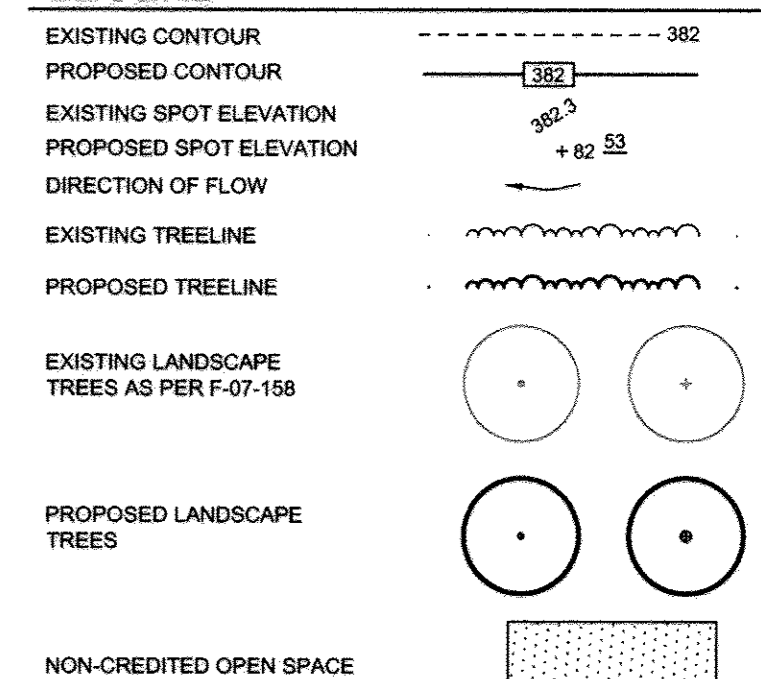 EXISTING CONTOUR 382
PROPOSED CONTOUR 382
EXISTING SPOT ELEVATION 382.3
PROPOSED SPOT ELEVATION + 82 53
DIRECTION OF FLOW
EXISTING TREELINE
PROPOSED TREELINE
EXISTING LANDSCAPE
TREES AS PER F-07-158
PROPOSED LANDSCAPE
TREES
NON-CREDITED OPEN SPACE